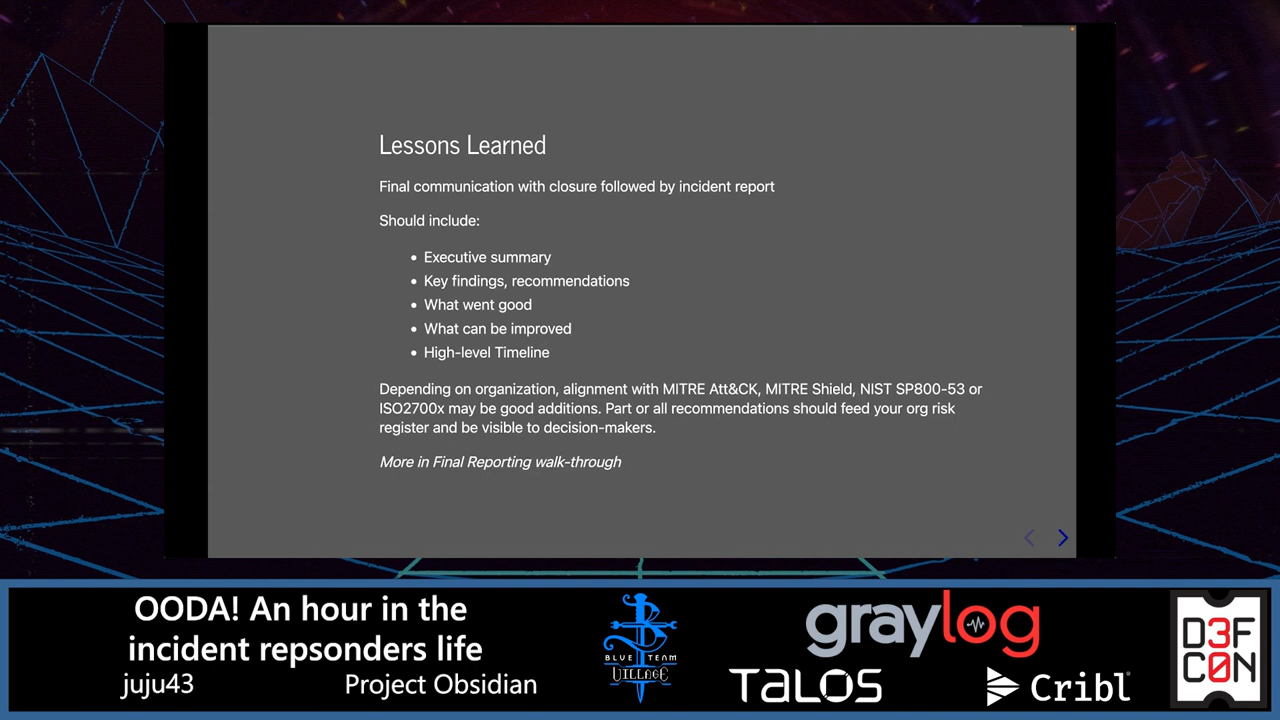 Lessons Learned
Final communication with closure followed by incident report
Should include:
Executive summary
Key findings, recommendations
What went good
What can be improved
High-level Timeline
Depending on organization, alignment with MITRE Att&CK, MITRE Shield, NIST SP800-53 or
ISO2700x may be good additions. Part or all recommendations should feed your org risk
register and be visible to decision-makers.
More in Final Reporting walk-through
OODA! An hour in the
incident repsonders life
juju43
Project Obsidian
BLUE TEAM
VILLAGE
graylog
TALOS
Cribl
D3F
C0N